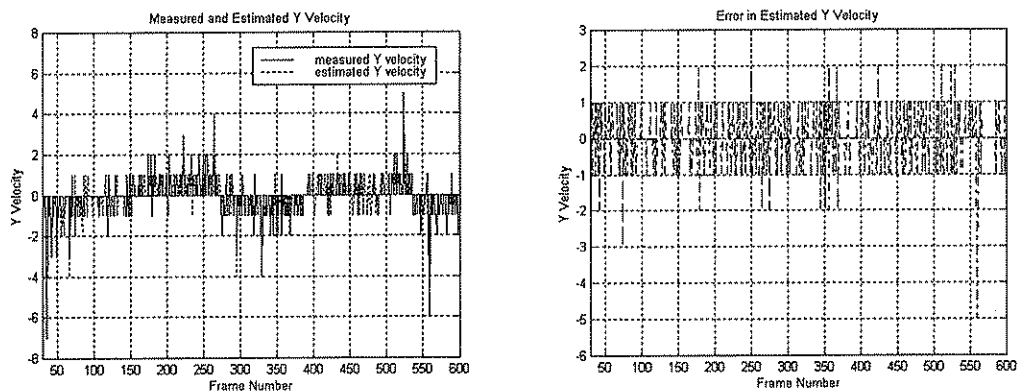 Measured and Estimated Y Velocity
8
6
4
2
0
-2
-4
-6
-8
Y Velocity
measured Y velocity
estimated Y velocity
50 100 150 200 250 300 350 400 450 500 550 600
Frame Number
Error in Estimated Y Velocity
3
2
1
0
-1
-2
-3
-4
-5
-6
Y Velocity
50 100 150 200 250 300 350 400 450 500 550 600
Frame Number